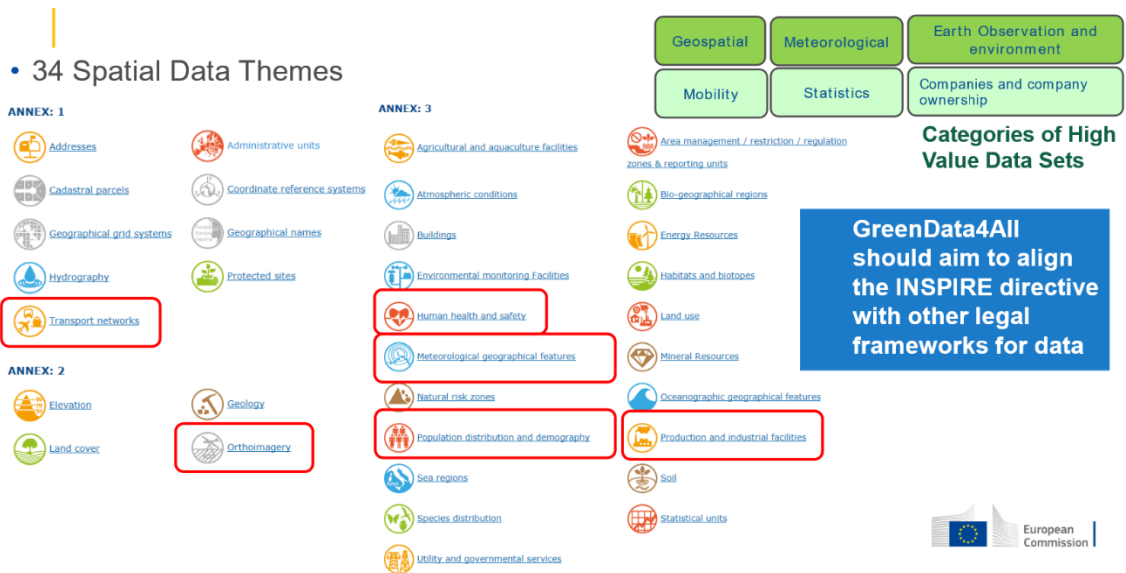 • 34 Spatial Data Themes
Geospatial
Meteorological
Earth Observation and
environment
Mobility
Statistics
Companies and company
ownership
Categories of High
Value Data Sets
ANNEX: 1
Addresses
Administrative units
Cadastral parcels
Coordinate reference systems
Geographical grid systems
Geographical names
Hydrography
Protected sites
Transport networks
ANNEX: 2
Elevation
Geology
Land cover
Orthoimagery
ANNEX: 3
Agricultural and aquaculture facilities
Area management / restriction / regulation
zones & reporting units
Atmospheric conditions
Bio-geographical regions
Buildings
Energy Resources
Environmental monitoring Facilities
Habitats and biotopes
Human health and safety
Land use
Meteorological geographical features
Mineral Resources
Natural risk zones
Oceanographic geographical features
Population distribution and demography
Production and industrial facilities
Sea regions
Soil
Species distribution
Statistical units
Utility and governmental services
GreenData4All
should aim to align
the INSPIRE directive
with other legal
frameworks for data
European
Commission